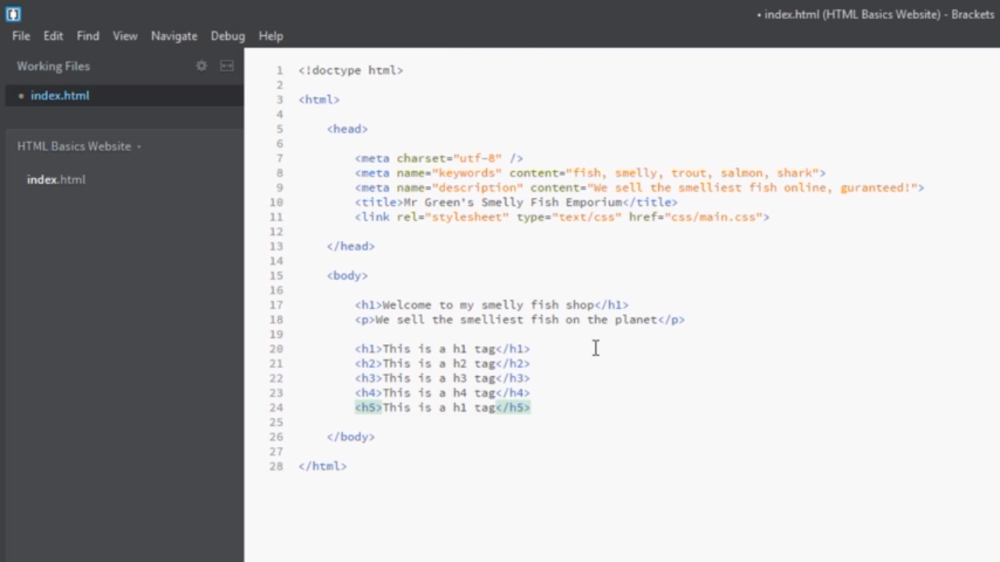 • index.html (HTML Basics Website) - Brackets
File Edit Find View Navigate Debug Help
Working Files
• index.html
HTML Basics Website
index.html
1 <!doctype html>
2
3 <html>
4
5 <head>
6
7 <meta charset="utf-8" />
8 <meta name="keywords" content="fish, smelly, trout, salmon, shark">
9 <meta name="description" content="We sell the smelliest fish online, guranteed!">
10 <title>Mr Green's Smelly Fish Emporium</title>
11 <link rel="stylesheet" type="text/css" href="css/main.css">
12
13 </head>
14
15 <body>
16
17 <h1>Welcome to my smelly fish shop</h1>
18 <p>We sell the smelliest fish on the planet</p>
19
20 <h1>This is a h1 tag</h1>
21 <h2>This is a h2 tag</h2>
22 <h3>This is a h3 tag</h3>
23 <h4>This is a h4 tag</h4>
24 <h5>This is a h1 tag</h5>
25
26 </body>
27
28 </html>